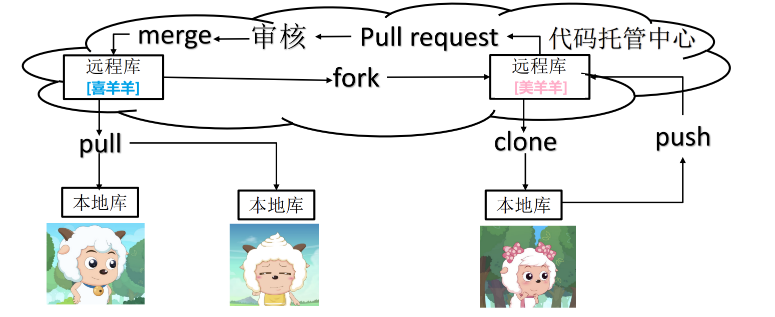 merge
审核
Pull request
代码托管中心
远程库
[喜羊羊]
fork
远程库
[美羊羊]
pull
clone
push
本地库
本地库
本地库